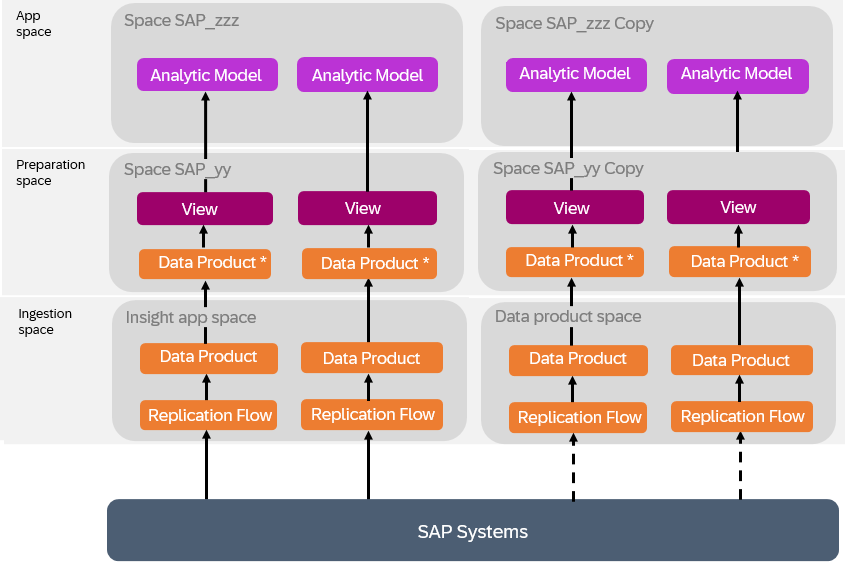 App
space
Space SAP_zzz
Space SAP_zzz Copy
Analytic Model
Analytic Model
Analytic Model
Analytic Model
Preparation
space
Space SAP_yy
Space SAP_yy Copy
View
View
View
View
Data Product *
Data Product *
Data Product *
Data Product *
Ingestion
space
Insight app space
Data product space
Data Product
Data Product
Data Product
Data Product
Replication Flow
Replication Flow
Replication Flow
Replication Flow
SAP Systems